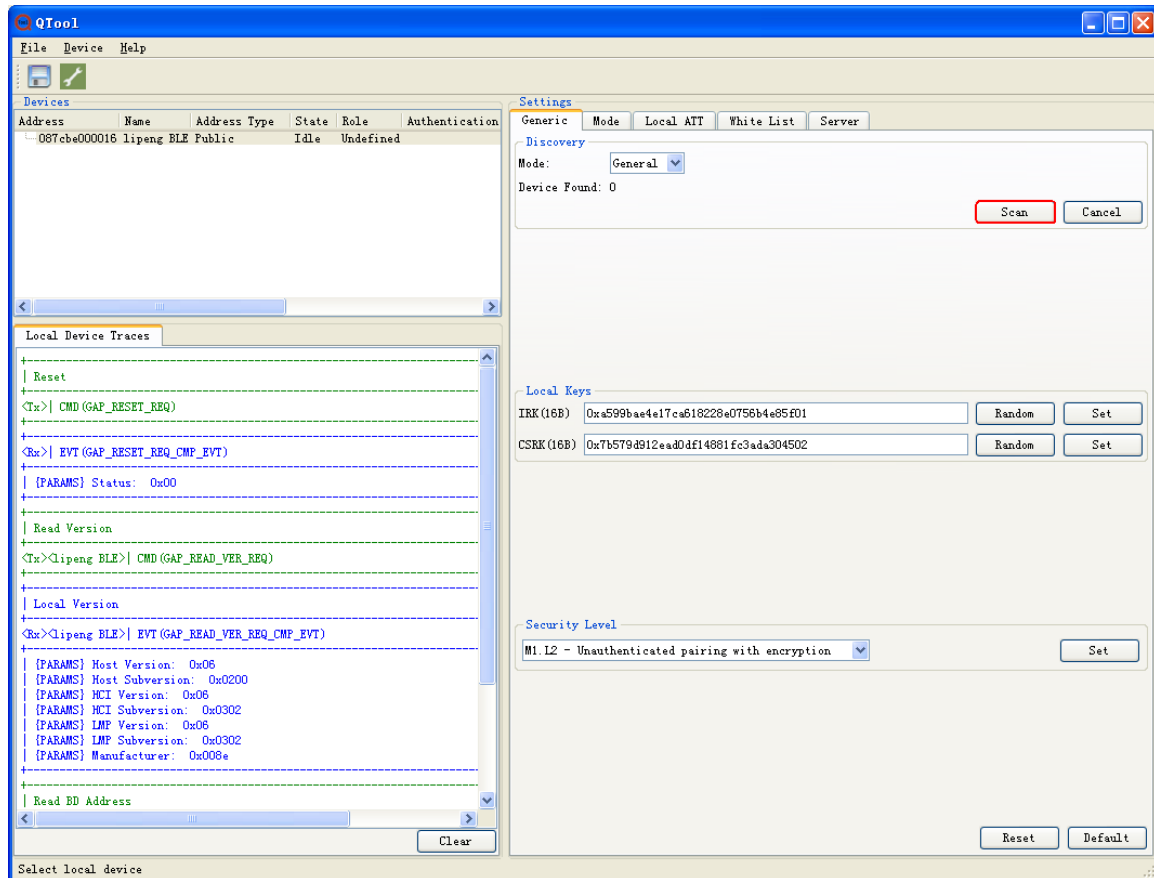 QTool
File Device Help
Devices
Address Name Address Type State Role Authentication
087cbe000016 lipeng BLE Public Idle Undefined
Local Device Traces
| Reset
<Tx>| CMD(GAP_RESET_REQ)
<Rx>| EVT(GAP_RESET_REQ_CMP_EVT)
| {PARAMS} Status: 0x00
| Read Version
<Tx><lipeng BLE>| CMD(GAP_READ_VER_REQ)
| Local Version
<Rx><lipeng BLE>| EVT(GAP_READ_VER_REQ_CMP_EVT)
| {PARAMS} Host Version: 0x06
| {PARAMS} Host Subversion: 0x0200
| {PARAMS} HCI Version: 0x06
| {PARAMS} HCI Subversion: 0x0302
| {PARAMS} LMP Version: 0x06
| {PARAMS} LMP Subversion: 0x0302
| {PARAMS} Manufacturer: 0x008e
| Read BD Address
Clear
Settings
Generic Mode Local ATT White List Server
Discovery
Mode: General
Device Found: 0
Scan Cancel
Local Keys
IRK(16B) 0xa599bae4e17ca618228e0756b4e85f01 Random Set
CSRK(16B) 0x7b579d912ead0df14881fc3ada304502 Random Set
Security Level
M1.L2 - Unauthenticated pairing with encryption Set
Reset Default
Select local device